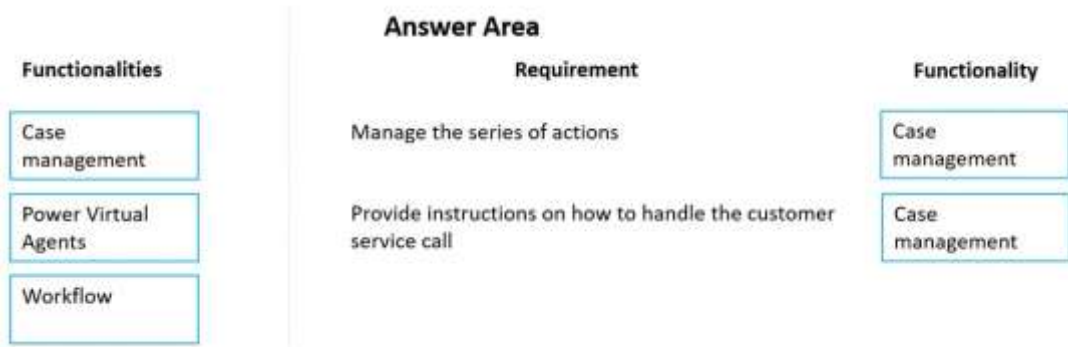 Answer Area
Functionalities
Requirement
Functionality
Case
management
Manage the series of actions
Case
management
Power Virtual
Agents
Provide instructions on how to handle the customer
service call
Case
management
Workflow